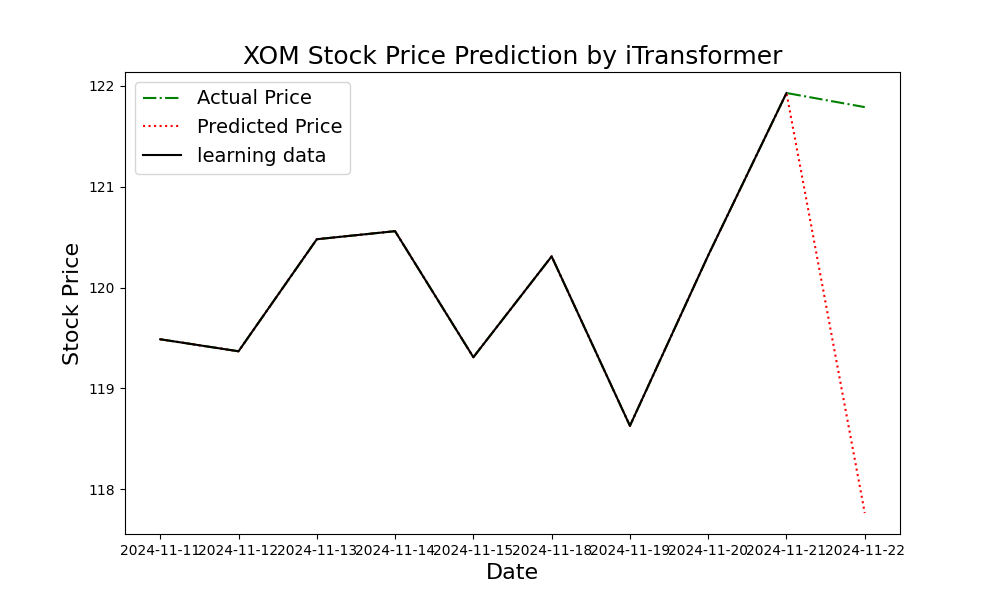 XOM Stock Price Prediction by iTransformer
Actual Price
Predicted Price
learning data
122
121
120
119
118
Stock Price
2024-11-11 2024-11-12 2024-11-13 2024-11-14 2024-11-15 2024-11-18 2024-11-19 2024-11-20 2024-11-21 2024-11-22
Date